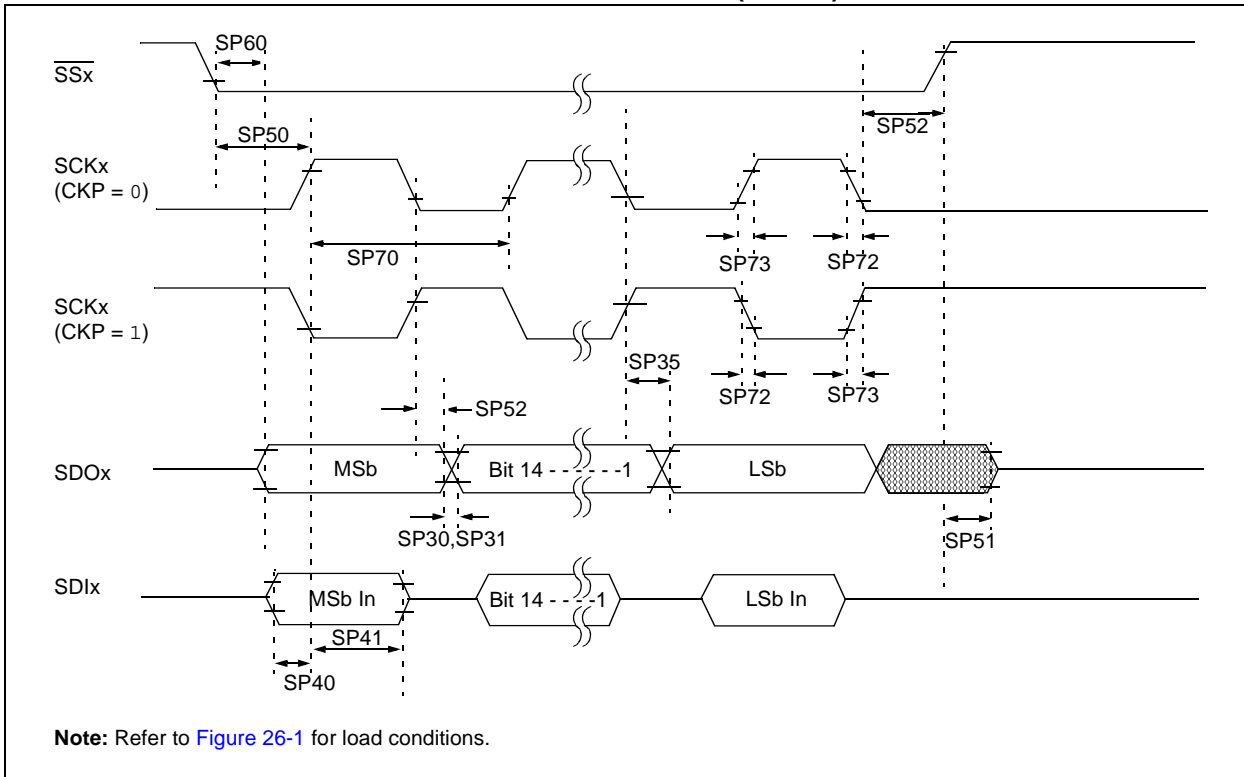 SP60
SSx
SP52
SP50
SCKx
(CKP = 0)
SP70
SP73
SP72
SCKx
(CKP = 1)
SP35
SP72
SP73
SP52
SDOx
MSb
Bit 14 - - - - - -1
LSb
SP30,SP31
SP51
SDIx
MSb In
Bit 14 - - - -1
LSb In
SP41
SP40
Note: Refer to Figure 26-1 for load conditions.